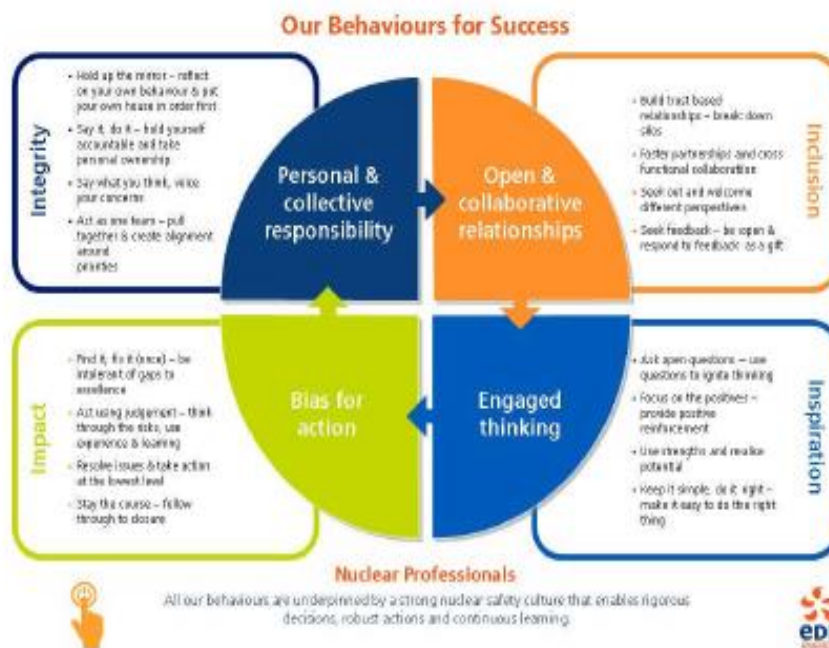 Our Behaviours for Success
Integrity
• Hold up the mirror – reflect
on your own behaviour & put
your own house in order first
• Say it, do it – hold yourself
accountable and take
personal ownership
• Say what you think, voice
your concerns
• Act as one team – pull
together & create alignment
around
priorities
Personal &
collective
responsibility
Open &
collaborative
relationships
• Build trust based
relationships – break down
silos
• Foster partnerships and cross
functional collaboration
• Seek out and welcome
different perspectives
• Seek feedback – be open &
respond to feedback as a gift
Inclusion
Impact
• Find it, fix it (once) – be
intolerant of gaps to
excellence
• Act using judgement – think
through the risks, use
experience & learning
• Resolve issues & take action
at the lowest level
• Stay the course – follow
through to closure
Bias for
action
Engaged
thinking
• Ask open questions – use
questions to ignite thinking
• Focus on the positives –
provide positive
reinforcement
• Use strengths and realise
potential
• Keep it simple, do it right –
make it easy to do the right
thing
Inspiration
Nuclear Professionals
All our behaviours are underpinned by a strong nuclear safety culture that enables rigorous
decisions, robust actions and continuous learning.
eD